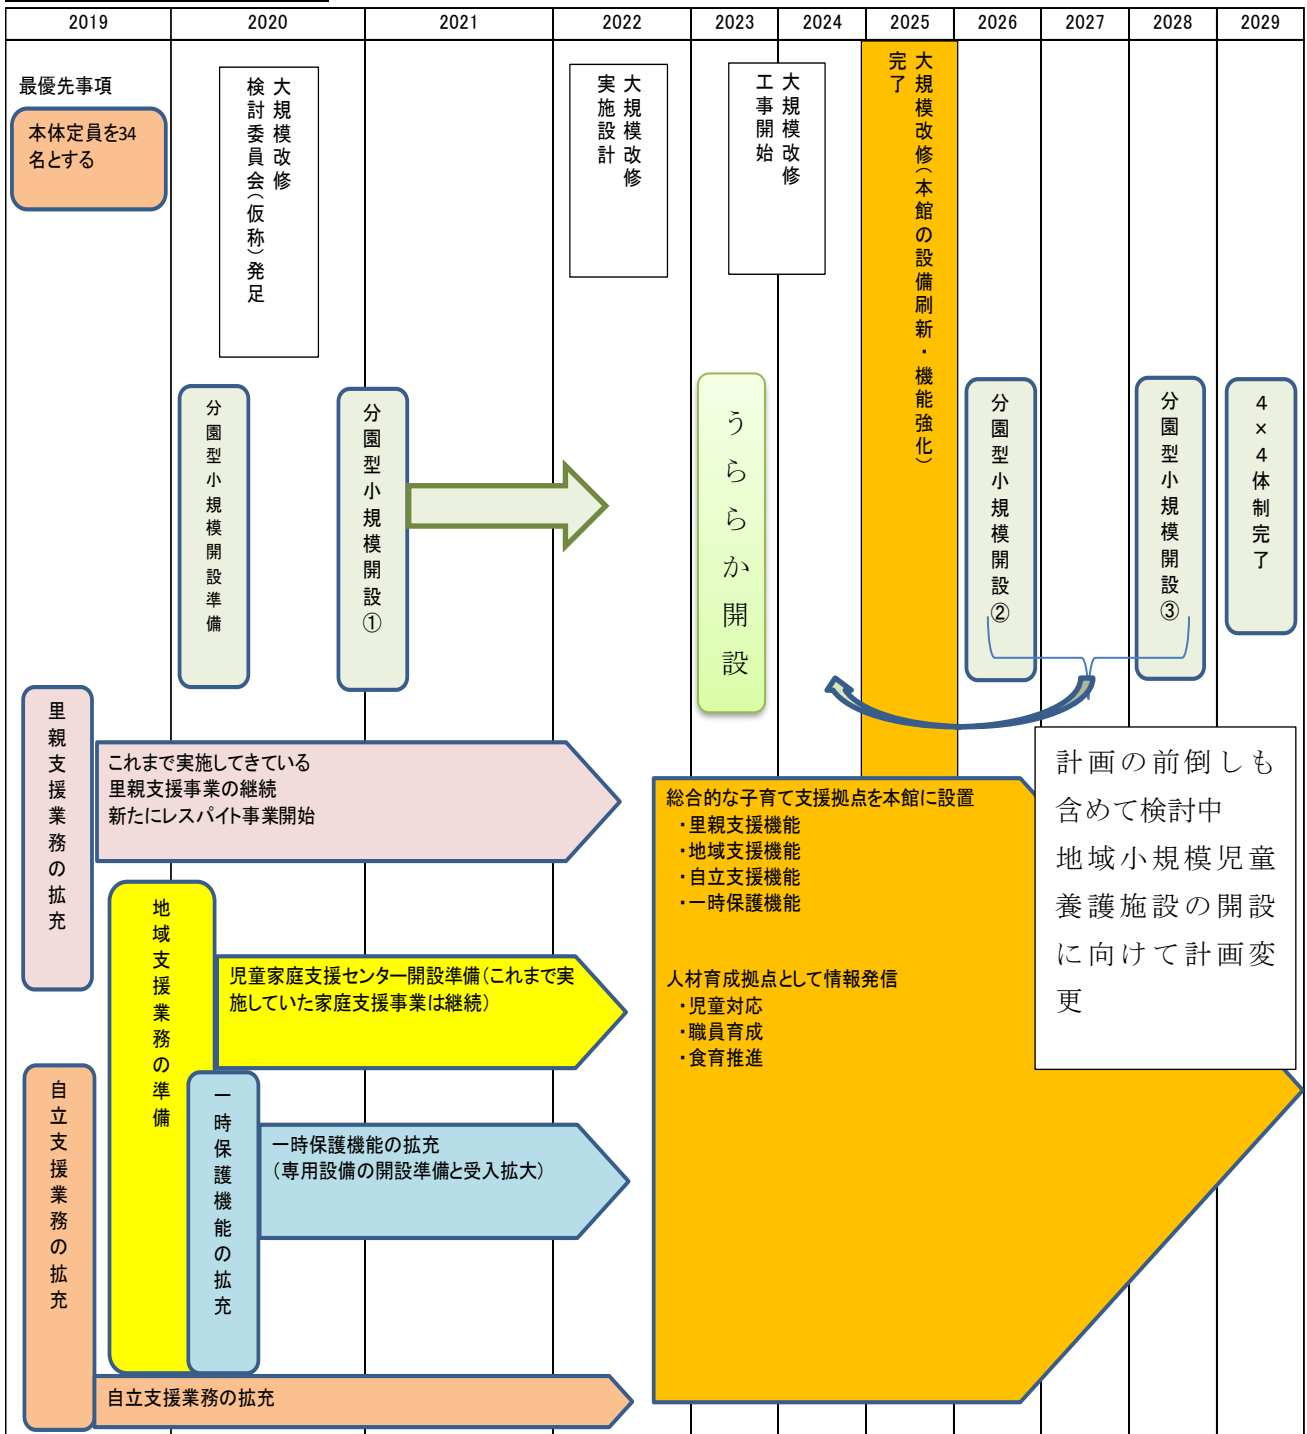 2019 2020 2021 2022 2023 2024 2025 2026 2027 2028 2029
最優先事項
本体定員を34
名とする
大規模改修
検討委員会(仮称)発足
大規模改修
実施設計
大規模改修
工事開始
大規模改修(本館の設備刷新・機能強化)
完了
分園型小規模開設準備
分園型小規模開設①
うららか開設
分園型小規模開設②
分園型小規模開設③
4×4体制完了
里親支援業務の拡充
これまで実施してきている
里親支援事業の継続
新たにレスパイト事業開始
地域支援業務の準備
児童家庭支援センター開設準備(これまで実
施していた家庭支援事業は継続)
一時保護機能の拡充
一時保護機能の拡充
(専用設備の開設準備と受入拡大)
自立支援業務の拡充
自立支援業務の拡充
総合的な子育て支援拠点を本館に設置
・里親支援機能
・地域支援機能
・自立支援機能
・一時保護機能
人材育成拠点として情報発信
・児童対応
・職員育成
・食育推進
計画の前倒しも
含めて検討中
地域小規模児童
養護施設の開設
に向けて計画変
更